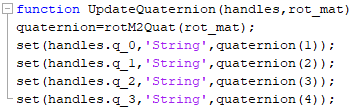 function UpdateQuaternion(handles,rot_mat)
quaternion=rotM2Quat(rot_mat);
set(handles.q_0,'String',quaternion(1));
set(handles.q_1,'String',quaternion(2));
set(handles.q_2,'String',quaternion(3));
set(handles.q_3,'String',quaternion(4));